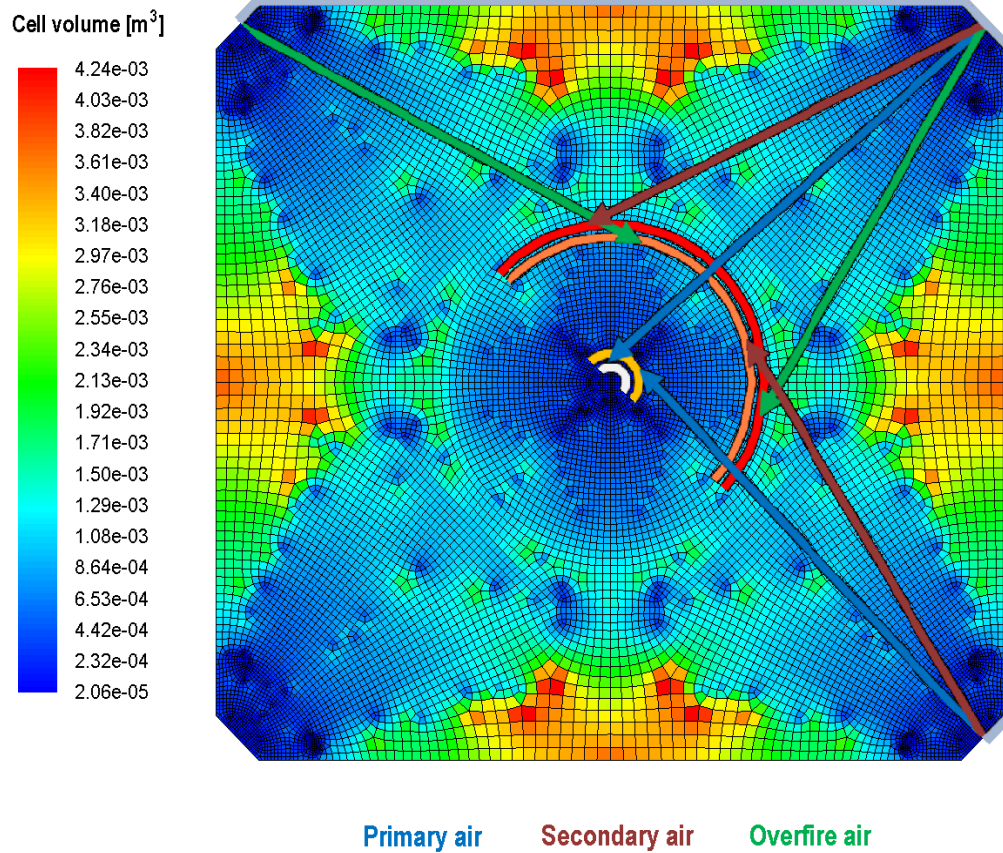 Cell volume [m³]
4.24e-03
4.03e-03
3.82e-03
3.61e-03
3.40e-03
3.18e-03
2.97e-03
2.76e-03
2.55e-03
2.34e-03
2.13e-03
1.92e-03
1.71e-03
1.50e-03
1.29e-03
1.08e-03
8.64e-04
6.53e-04
4.42e-04
2.32e-04
2.06e-05
Primary air Secondary air Overfire air